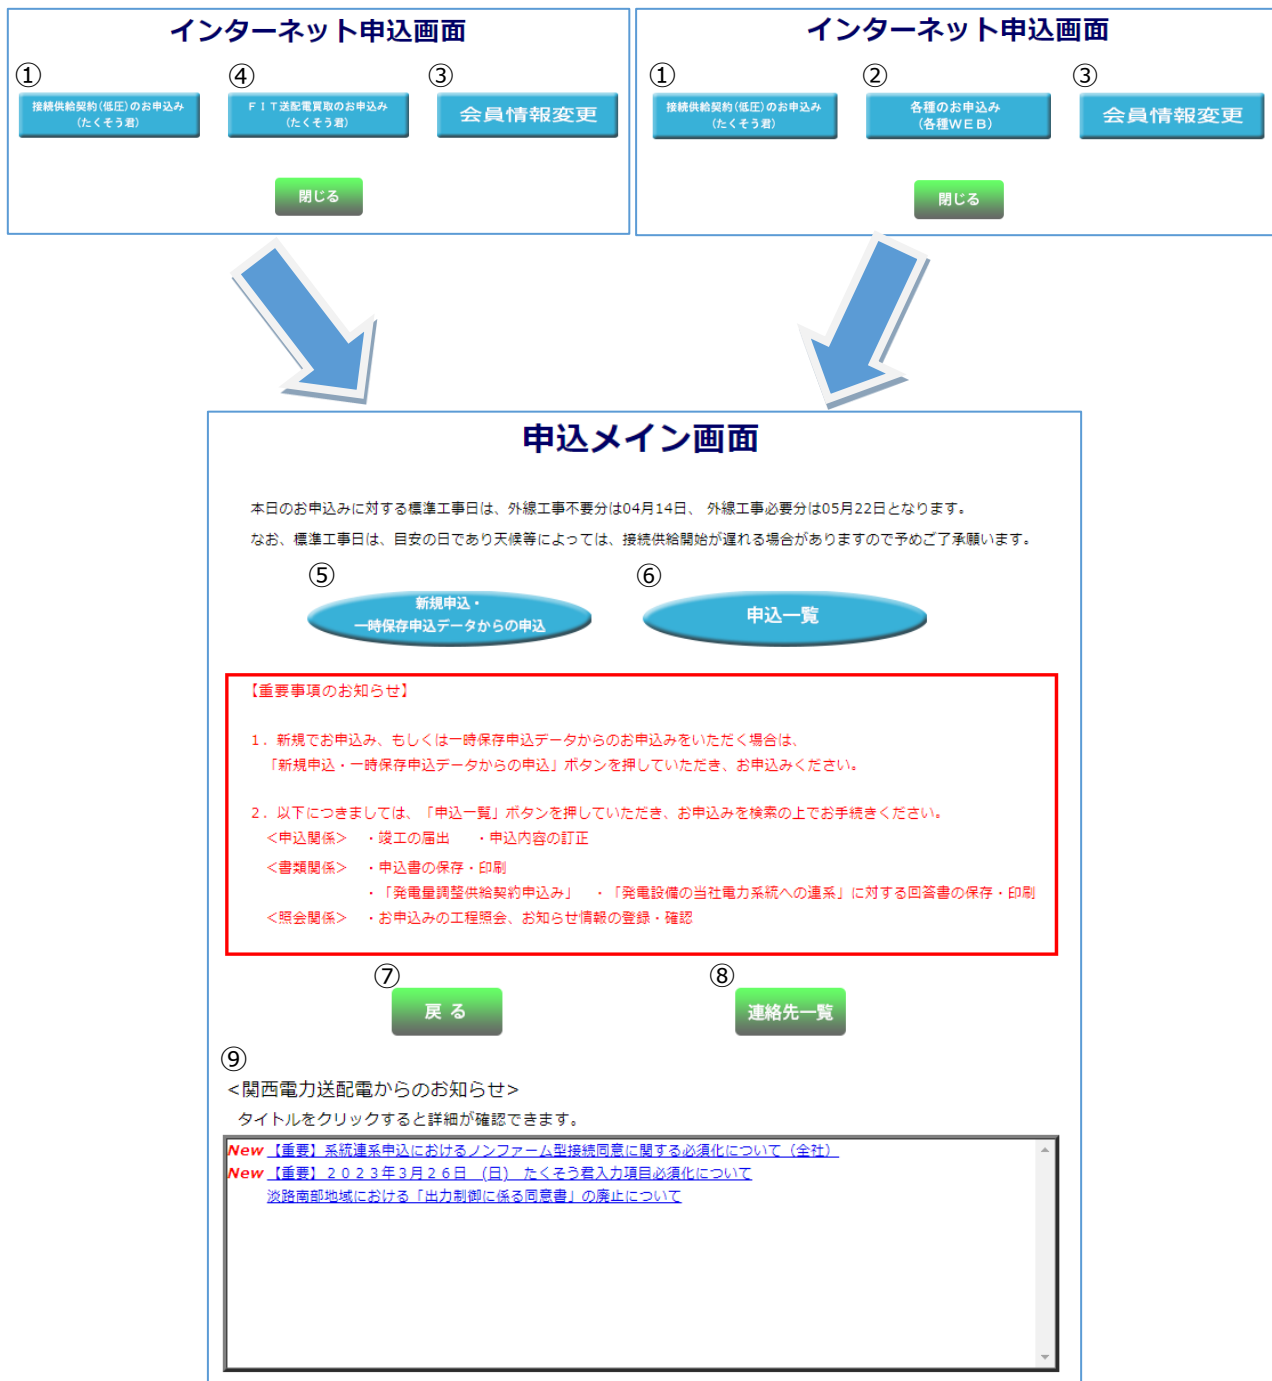 インターネット申込画面
① ④ ③
接続供給契約(低圧)のお申込み
(たくそう君)
ＦＩＴ送配電買取のお申込み
(たくそう君)
会員情報変更
閉じる
インターネット申込画面
① ② ③
接続供給契約(低圧)のお申込み
(たくそう君)
各種のお申込み
(各種ＷＥＢ)
会員情報変更
閉じる
申込メイン画面
本日のお申込みに対する標準工事日は、外線工事不要分は04月14日、 外線工事必要分は05月22日となります。
なお、標準工事日は、目安の日であり天候等によっては、接続供給開始が遅れる場合がありますので予めご了承願います。
⑤ ⑥
新規申込・
一時保存申込データからの申込
申込一覧
【重要事項のお知らせ】
１．新規でお申込み、もしくは一時保存申込データからのお申込みをいただく場合は、
「新規申込・一時保存申込データからの申込」ボタンを押していただき、お申込みください。
２．以下につきましては、「申込一覧」ボタンを押していただき、お申込みを検索の上でお手続きください。
＜申込関係＞ ・竣工の届出 ・申込内容の訂正
＜書類関係＞ ・申込書の保存・印刷
・「発電量調整供給契約申込み」 ・「発電設備の当社電力系統への連系」に対する回答書の保存・印刷
＜照会関係＞ ・お申込みの工程照会、お知らせ情報の登録・確認
⑦ ⑧
戻 る
連絡先一覧
⑨
<関西電力送配電からのお知らせ>
タイトルをクリックすると詳細が確認できます。
New 【重要】系統連系申込におけるノンファーム型接続同意に関する必須化について（全社）
New 【重要】２０２３年３月２６日 (日) たくそう君入力項目必須化について
淡路南部地域における「出力制御に係る同意書」の廃止について